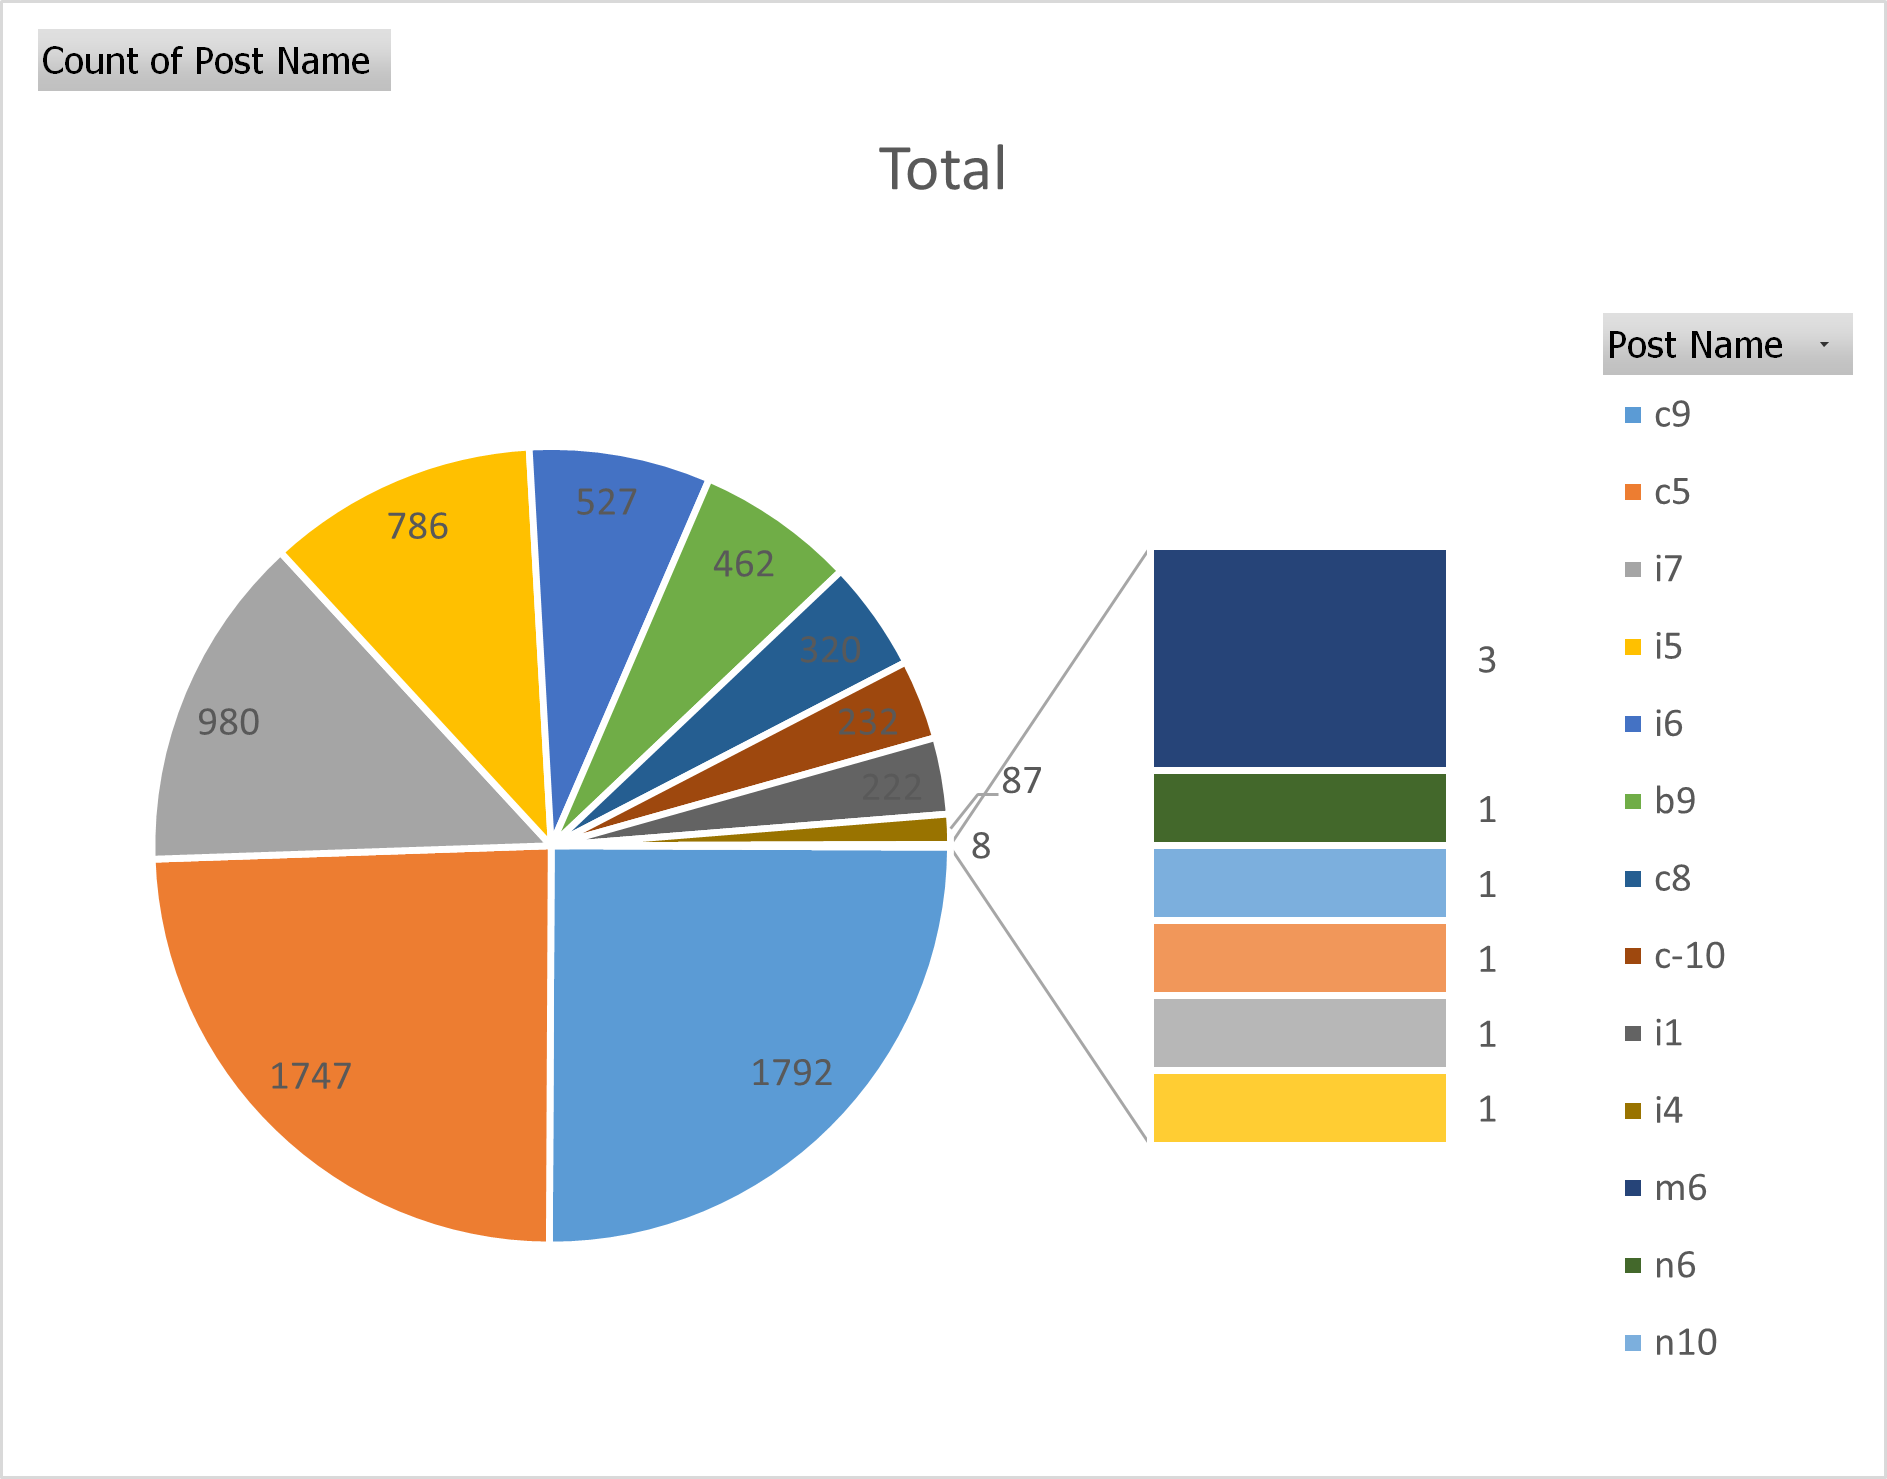 Count of Post Name
Total
Post Name
c9
c5
i7
i5
i6
b9
c8
c-10
i1
i4
m6
n6
n10
527
786
462
320
980
232
222
87
8
1747
1792
3
1
1
1
1
1